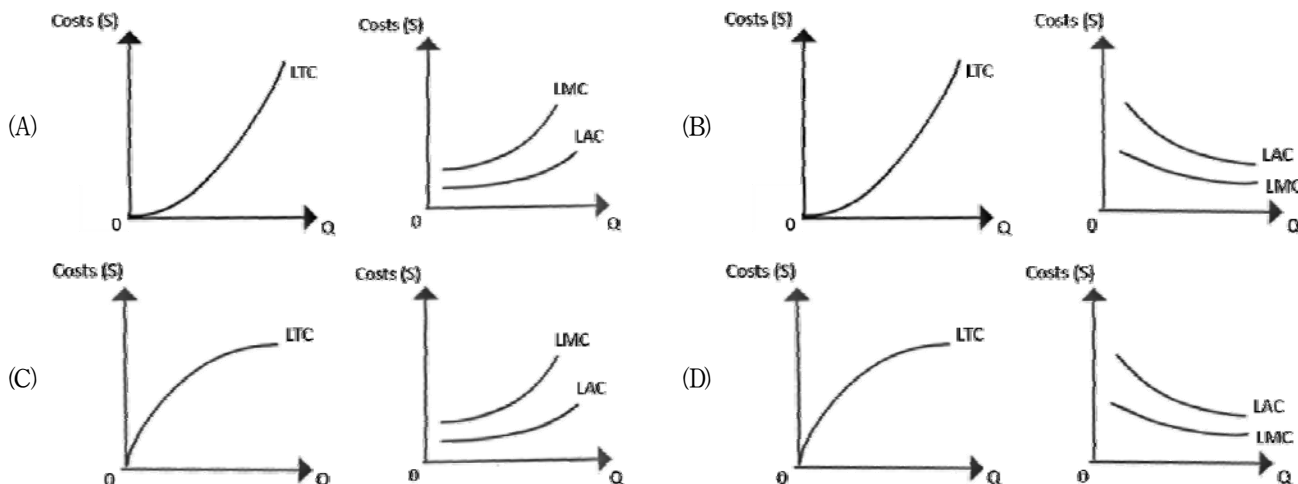 Costs (S)
LTC
0
Q
Costs (S)
LMC
LAC
0
Q
(A)
Costs (S)
LTC
0
Q
Costs (S)
LAC
LMC
0
Q
(B)
Costs (S)
LTC
0
Q
Costs (S)
LMC
LAC
0
Q
(C)
Costs (S)
LTC
0
Q
Costs (S)
LAC
LMC
0
Q
(D)